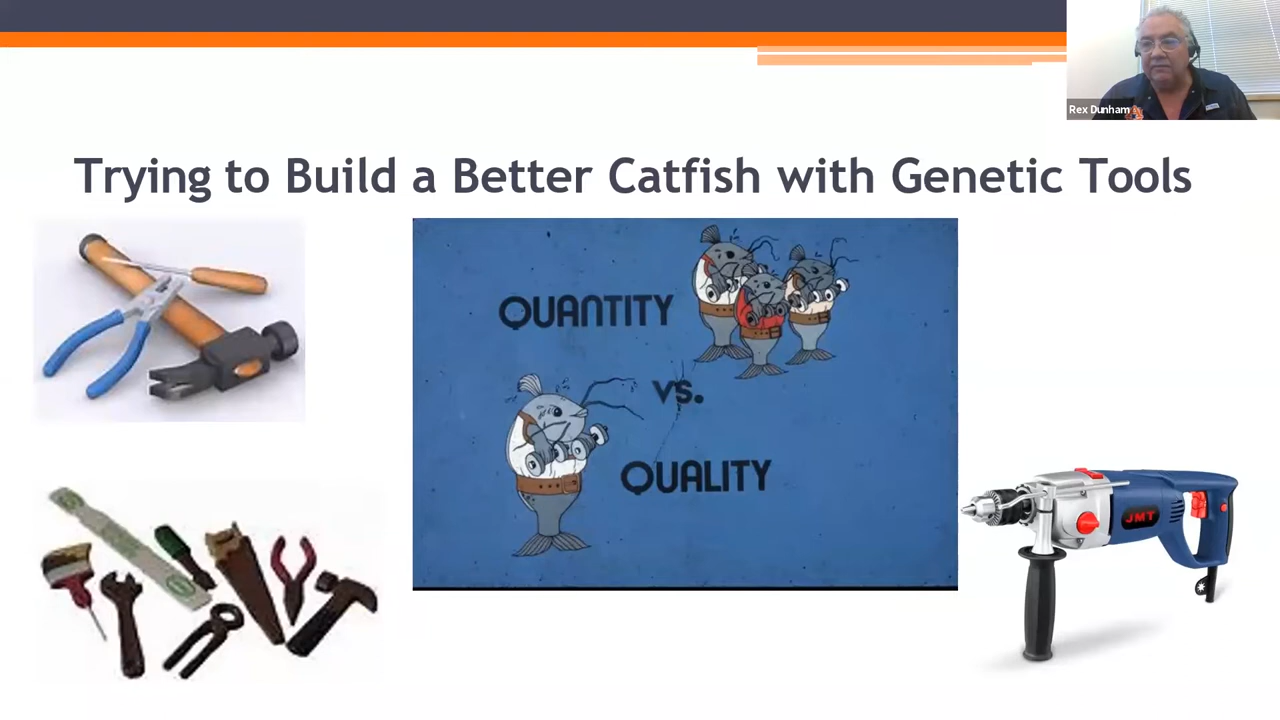 Rex Dunham
Trying to Build a Better Catfish with Genetic Tools
QUANTITY
vs.
QUALITY
JMT